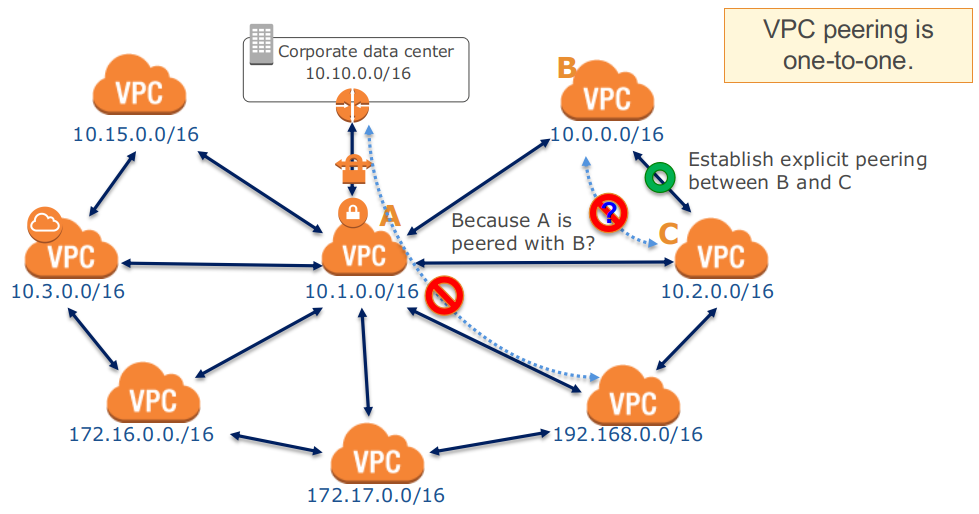 VPC peering is
one-to-one.
Corporate data center
10.10.0.0/16
VPC
10.15.0.0/16
B
VPC
10.0.0.0/16
Establish explicit peering
between B and C
?
A
Because A is
peered with B?
C
VPC
10.3.0.0/16
VPC
10.1.0.0/16
VPC
10.2.0.0/16
VPC
172.16.0.0./16
VPC
192.168.0.0/16
VPC
172.17.0.0/16